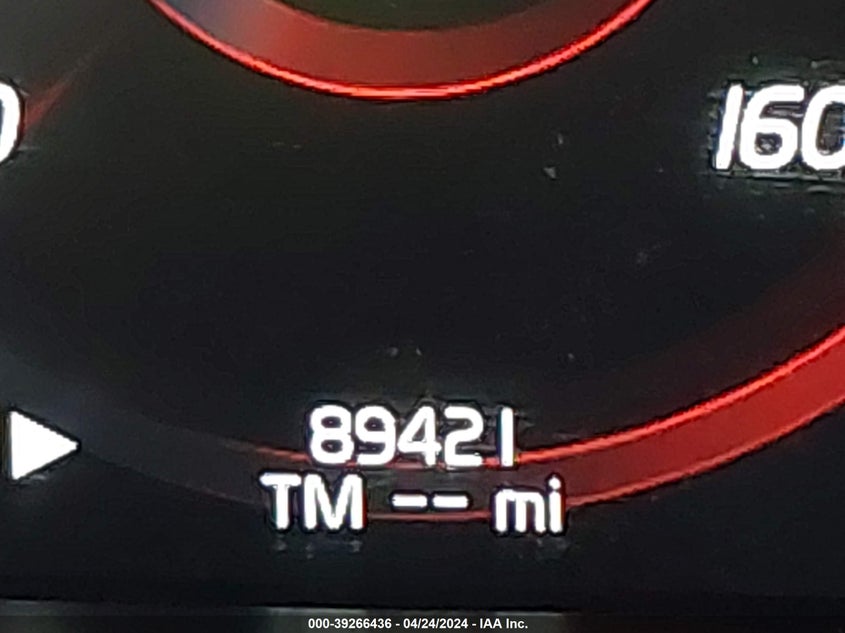 160
89421
TM -- mi
000-39266436 - 04/24/2024 - IAA Inc.